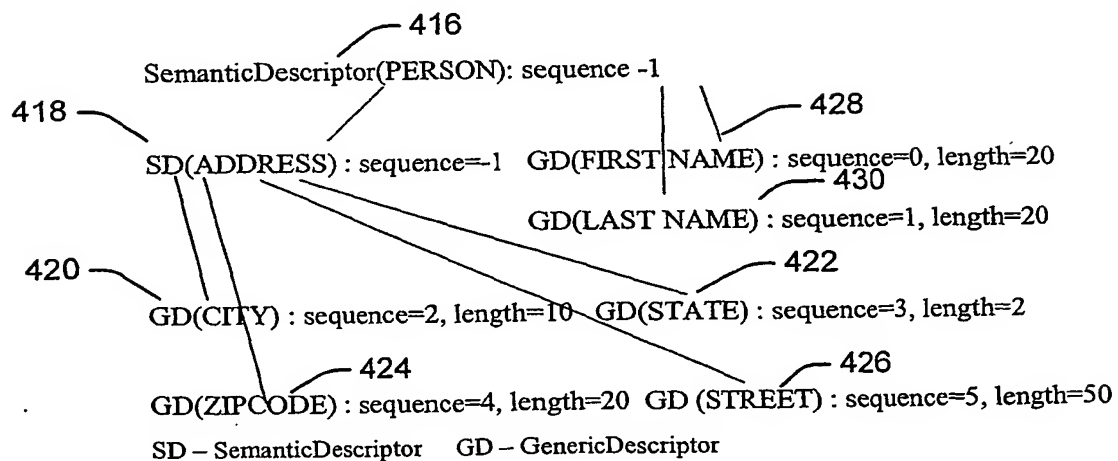 416
SemanticDescriptor(PERSON): sequence -1
418
428
SD(ADDRESS) : sequence=-1 GD(FIRST NAME) : sequence=0, length=20
430
GD(LAST NAME) : sequence=1, length=20
420
422
GD(CITY) : sequence=2, length=10 GD(STATE) : sequence=3, length=2
424
426
GD(ZIPCODE) : sequence=4, length=20 GD (STREET) : sequence=5, length=50
SD – SemanticDescriptor GD – GenericDescriptor